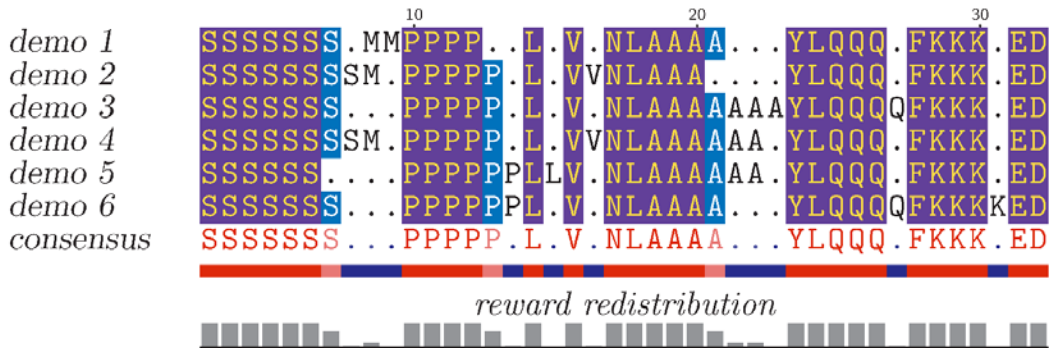 10 20 30
demo 1 SSSSSSS.MMPPPP..L.V.NLAAAA...YLQQQ.FKKK.ED
demo 2 SSSSSSSSM.PPPPP.L.VVNLAAA....YLQQQ.FKKK.ED
demo 3 SSSSSSS...PPPPP.L.V.NLAAAAAAAYLQQQQFKKK.ED
demo 4 SSSSSSSSM.PPPPP.L.VVNLAAAAAA.YLQQQ.FKKK.ED
demo 5 SSSSSS....PPPPPPLLV.NLAAAAAA.YLQQQ.FKKK.ED
demo 6 SSSSSSS...PPPPPPL.V.NLAAAA...YLQQQQFKKKKED
consensus SSSSSSS...PPPPP.L.V.NLAAAA...YLQQQ.FKKK.ED
reward redistribution